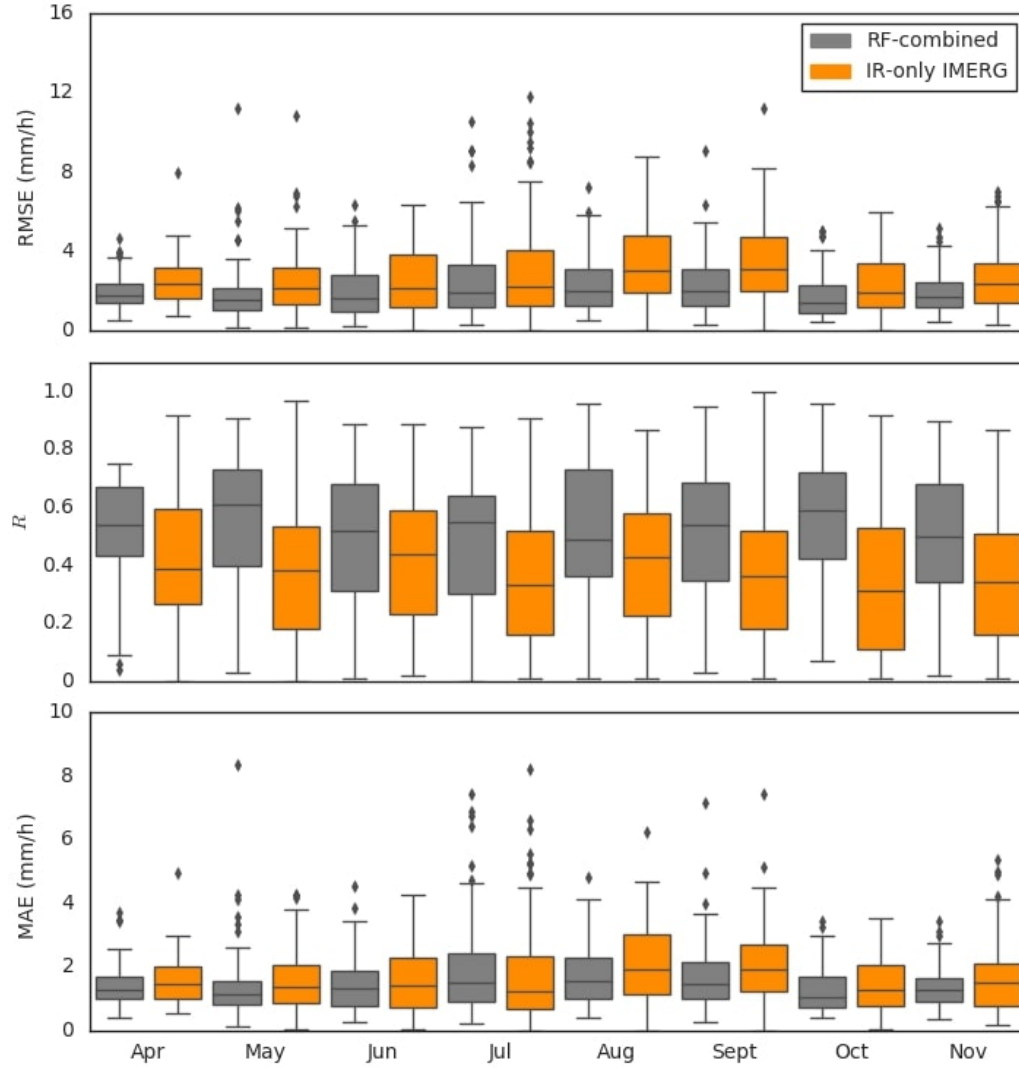 16
12
8
4
0
RMSE (mm/h)
RF-combined
IR-only IMERG
1.0
0.8
0.6
0.4
0.2
0
R
10
8
6
4
2
0
MAE (mm/h)
Apr May Jun Jul Aug Sept Oct Nov